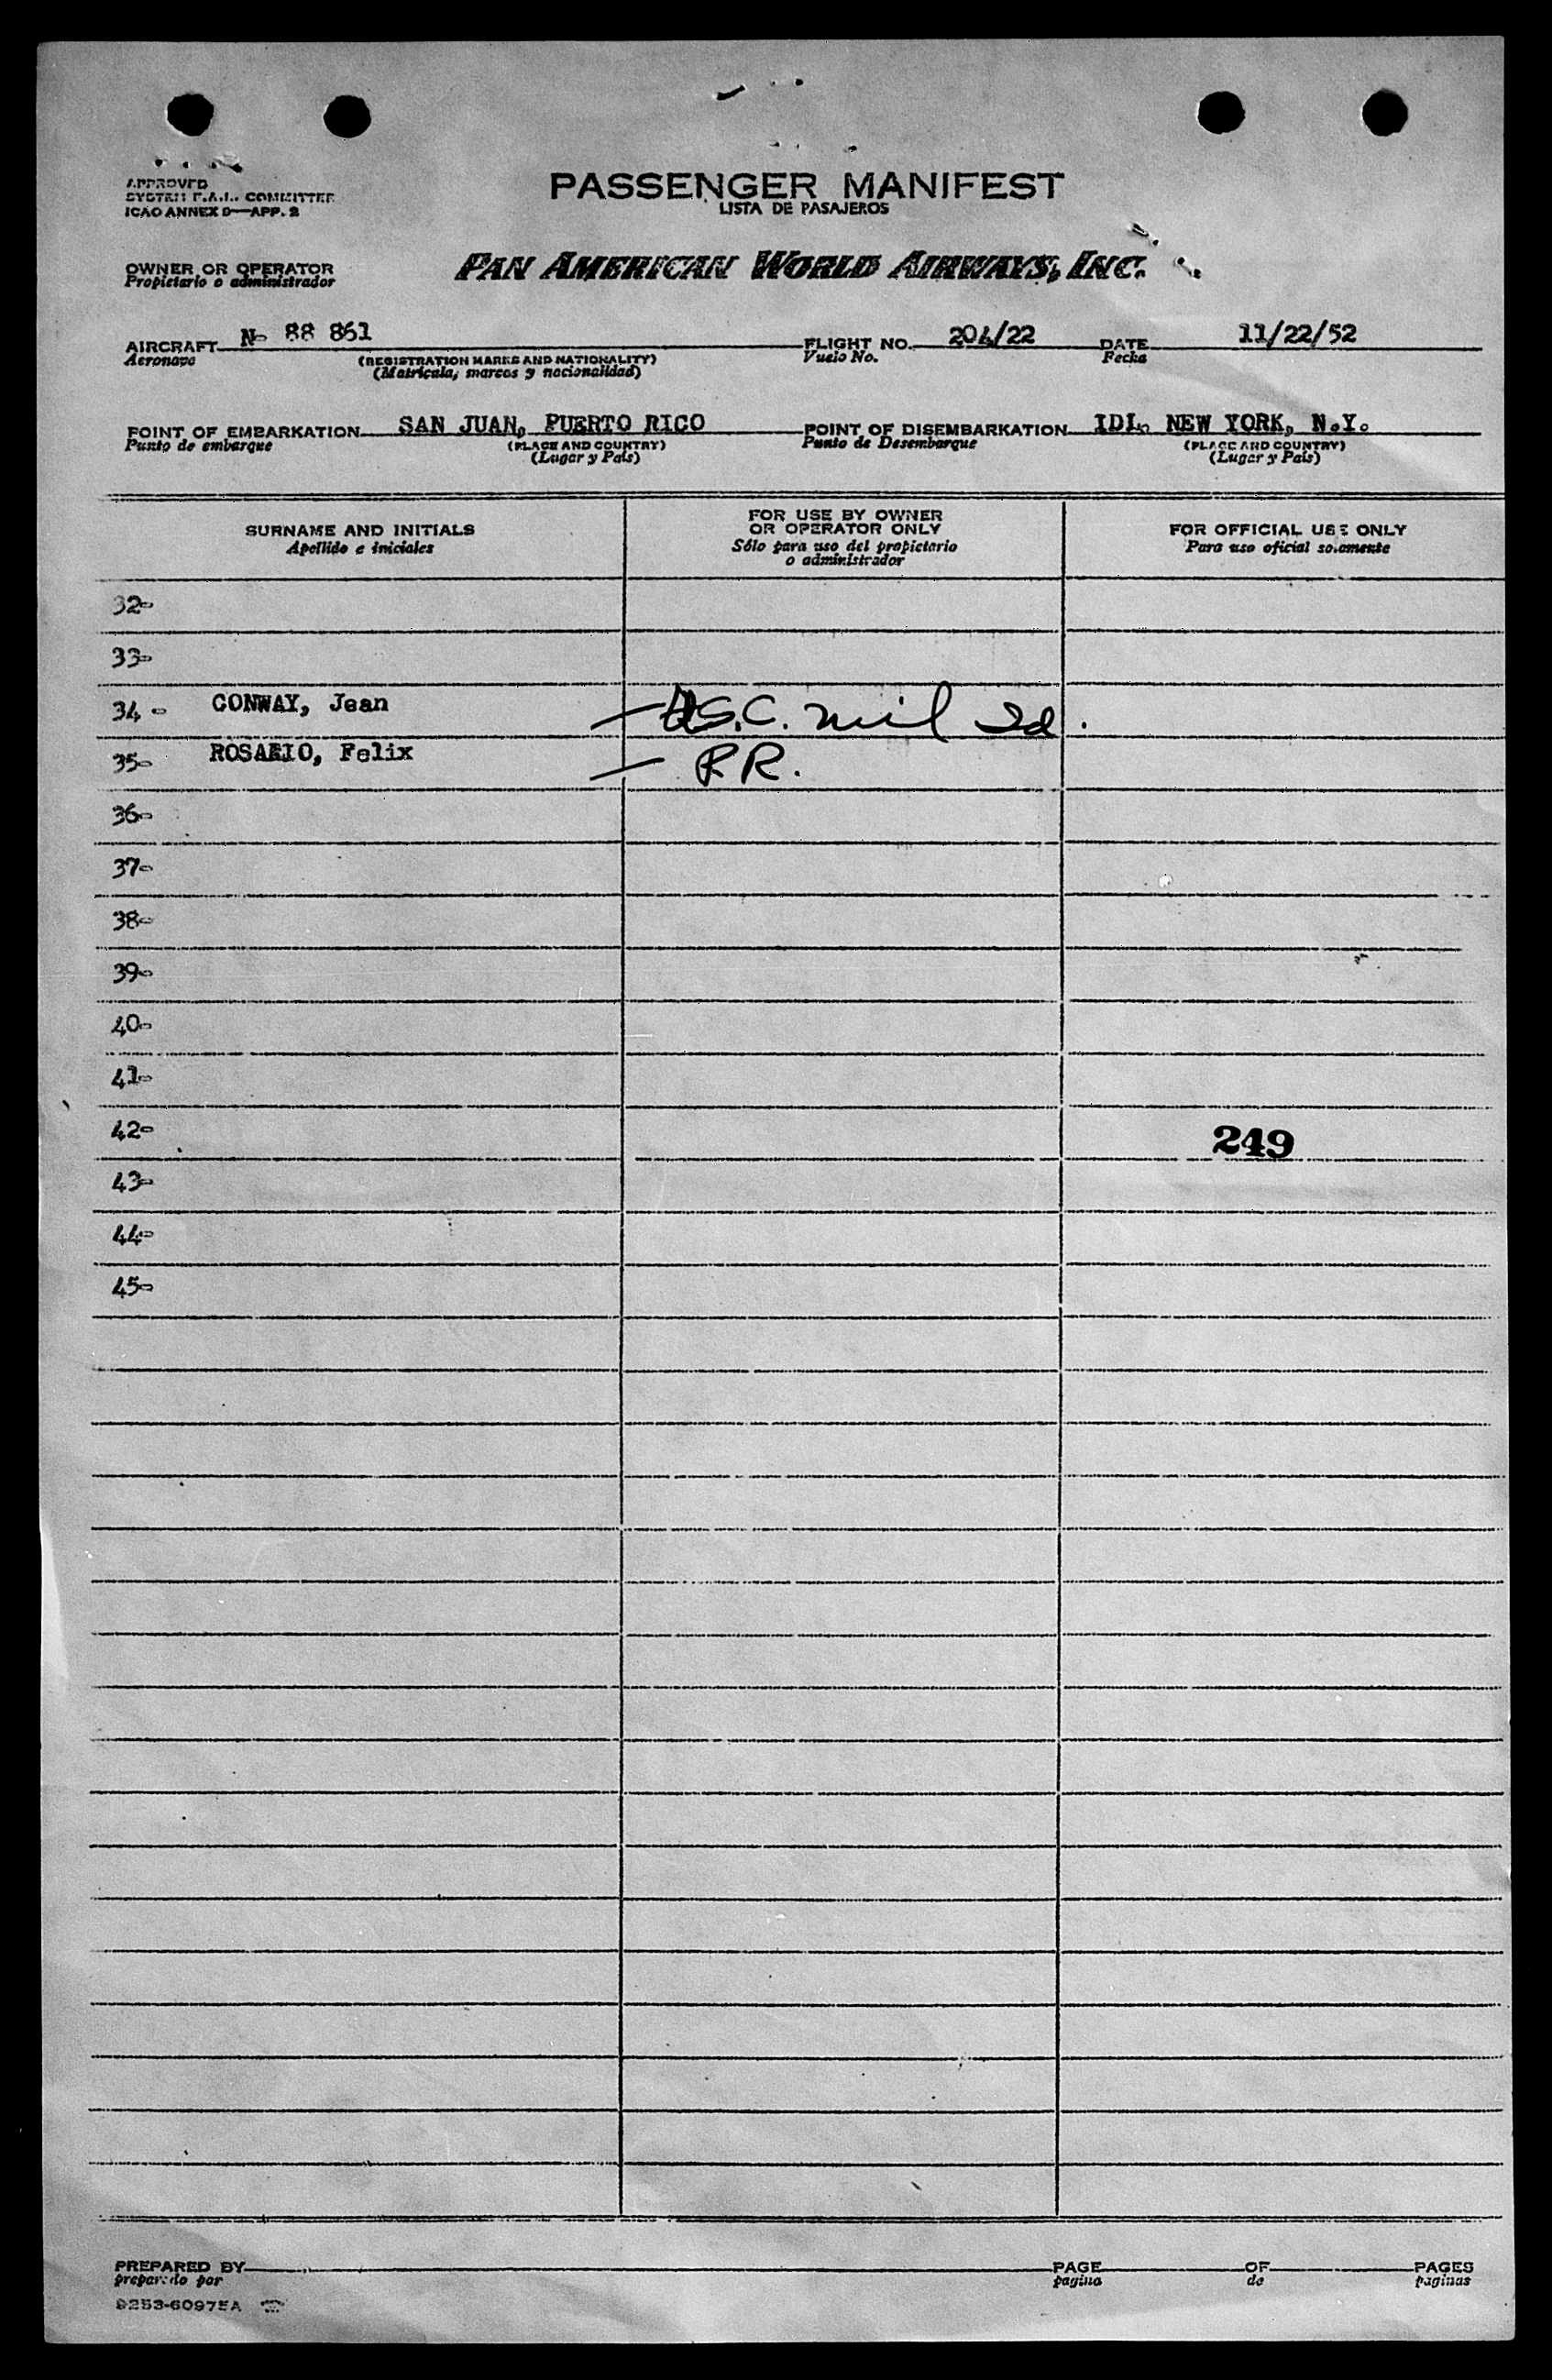 APPROVED
SYSTEM F.A.L. COMMITTEE
ICAO ANNEX 9—APP. 2
PASSENGER MANIFEST
LISTA DE PASAJEROS
OWNER OR OPERATOR
Propietario o administrador
PAN AMERICAN WORLD AIRWAYS, INC.
AIRCRAFT N- 88 861 FLIGHT NO. 204/22 DATE 11/22/52
Aeronave (REGISTRATION MARKS AND NATIONALITY) Vuelo No. Fecha
(Matrícula, marcas y nacionalidad)
POINT OF EMBARKATION SAN JUAN, PUERTO RICO POINT OF DISEMBARKATION IDL. NEW YORK, N.Y.
Punto de embarque (PLACE AND COUNTRY) Punto de Desembarque (PLACE AND COUNTRY)
(Lugar y País) (Lugar y País)
SURNAME AND INITIALS
Apellido e iniciales
FOR USE BY OWNER
OR OPERATOR ONLY
Sólo para uso del propietario
o administrador
FOR OFFICIAL USE ONLY
Para uso oficial solamente
32-
33-
34- CONWAY, Jean — U.S.C. mil Id.
35- ROSARIO, Felix — P.R.
36-
37-
38-
39-
40-
41-
42- 249
43-
44-
45-
PREPARED BY PAGE OF PAGES
preparado por pagina de paginas
9253-60975A